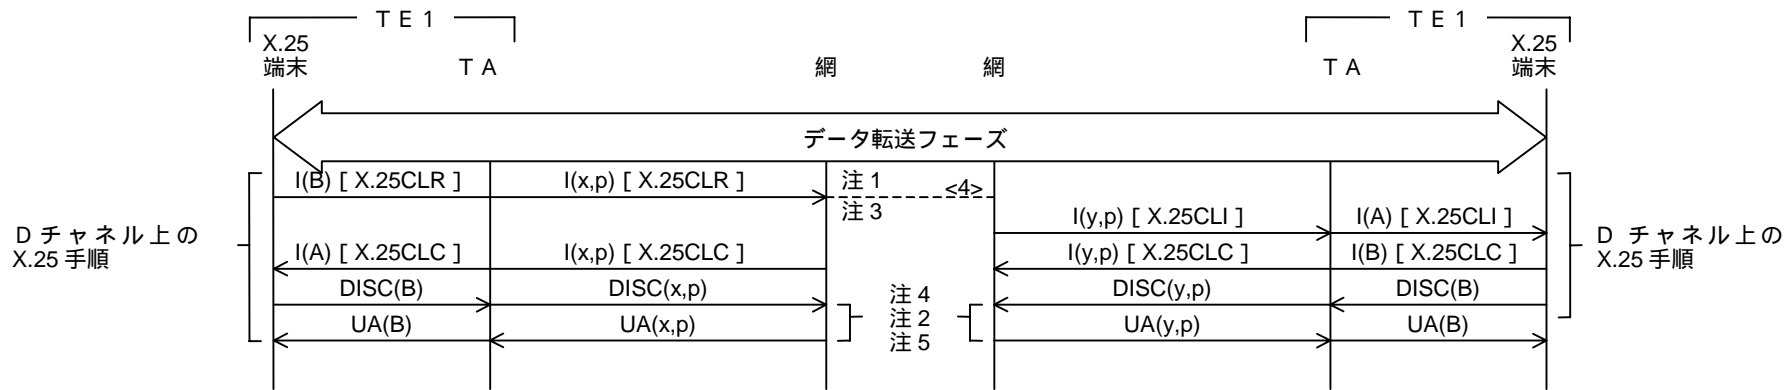 ＴＥ１ ＴＥ１
X.25 X.25
端末 ＴＡ 網 網 ＴＡ 端末
データ転送フェーズ
I(B) [ X.25CLR ] I(x,p) [ X.25CLR ] 注１ <4>
注３
I(y,p) [ X.25CLI ] I(A) [ X.25CLI ]
Ｄチャネル上の Ｄ チャネル上の
X.25 手順 X.25 手順
I(A) [ X.25CLC ] I(x,p) [ X.25CLC ] I(y,p) [ X.25CLC ] I(B) [ X.25CLC ]
DISC(B) DISC(x,p) 注４ DISC(y,p) DISC(B)
注２
UA(B) UA(x,p) UA(y,p) UA(B)
注５